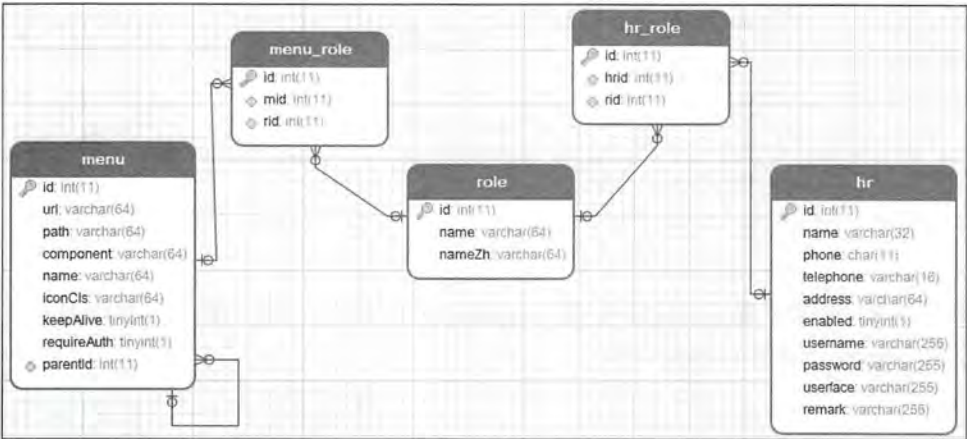 menu_role
id: int(11)
mid: int(11)
rid: int(11)
hr_role
id: int(11)
hrid: int(11)
rid: int(11)
menu
id: int(11)
url: varchar(64)
path: varchar(64)
component: varchar(64)
name: varchar(64)
iconCls: varchar(64)
keepAlive: tinyint(1)
requireAuth: tinyint(1)
parentId: int(11)
role
id: int(11)
name: varchar(64)
nameZh: varchar(64)
hr
id: int(11)
name: varchar(32)
phone: char(11)
telephone: varchar(16)
address: varchar(64)
enabled: tinyint(1)
username: varchar(255)
password: varchar(255)
userface: varchar(255)
remark: varchar(255)